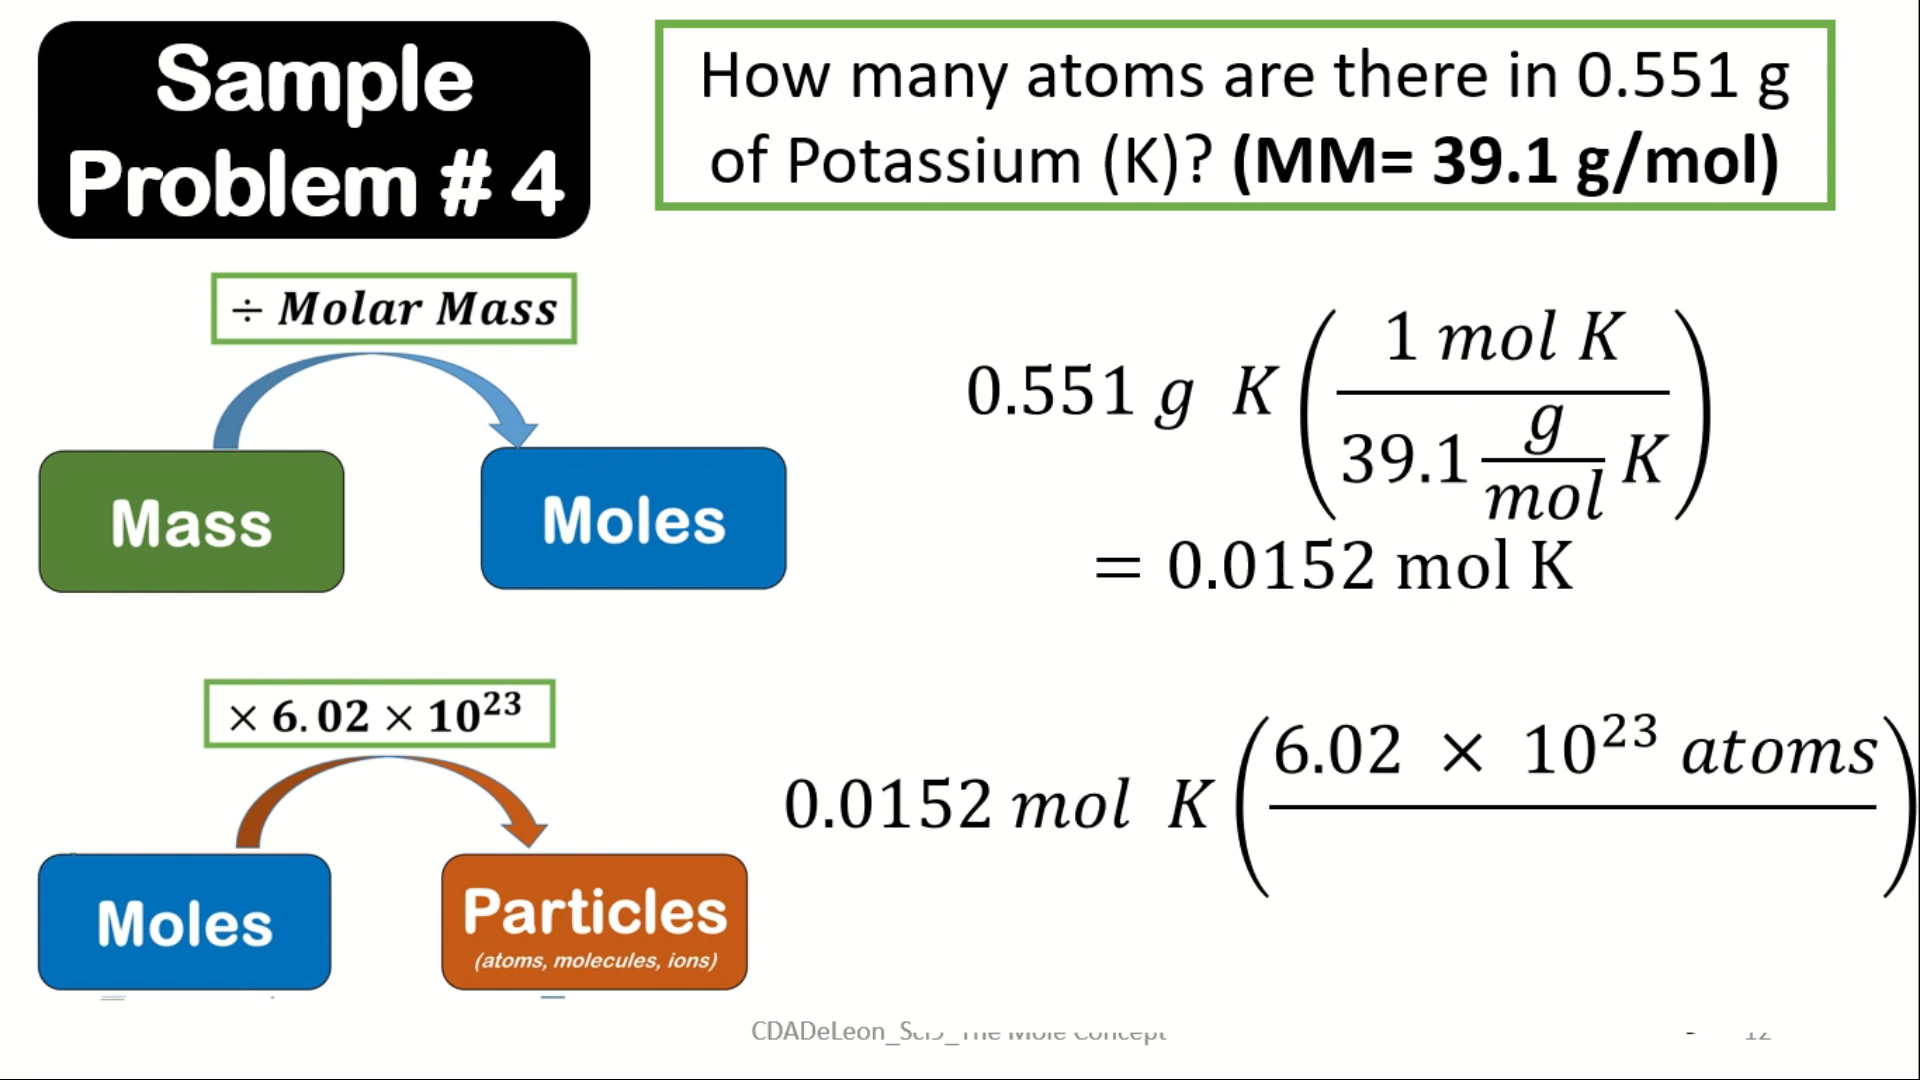 Sample
Problem # 4
How many atoms are there in 0.551 g
of Potassium (K)? (MM= 39.1 g/mol)
÷ Molar Mass
Mass
Moles
0.551 g K (1 mol K / 39.1 g/mol K)
= 0.0152 mol K
× 6.02 × 10²³
Moles
Particles
(atoms, molecules, ions)
0.0152 mol K (6.02 × 10²³ atoms / )
CDADeLeon_Sci9_The Mole Concept
12